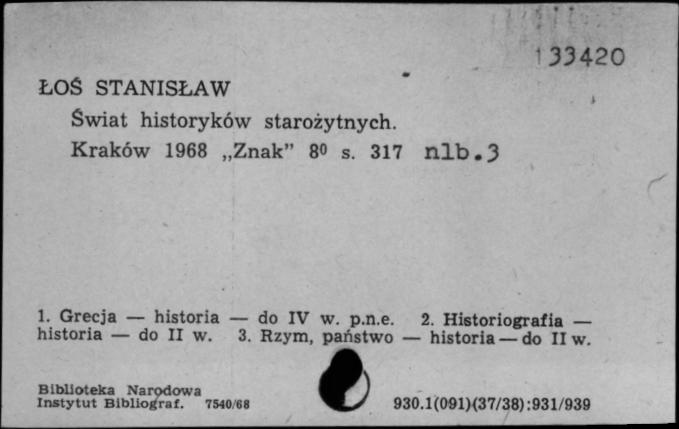 133420
ŁOŚ STANISŁAW
Świat historyków starożytnych.
Kraków 1968 „Znak” 8⁰ s. 317 nlb.3
1. Grecja — historia — do IV w. p.n.e. 2. Historiografia —
historia — do II w. 3. Rzym, państwo — historia — do II w.
Biblioteka Narodowa
Instytut Bibliograf. 7540/68 930.1(091)(37/38):931/939